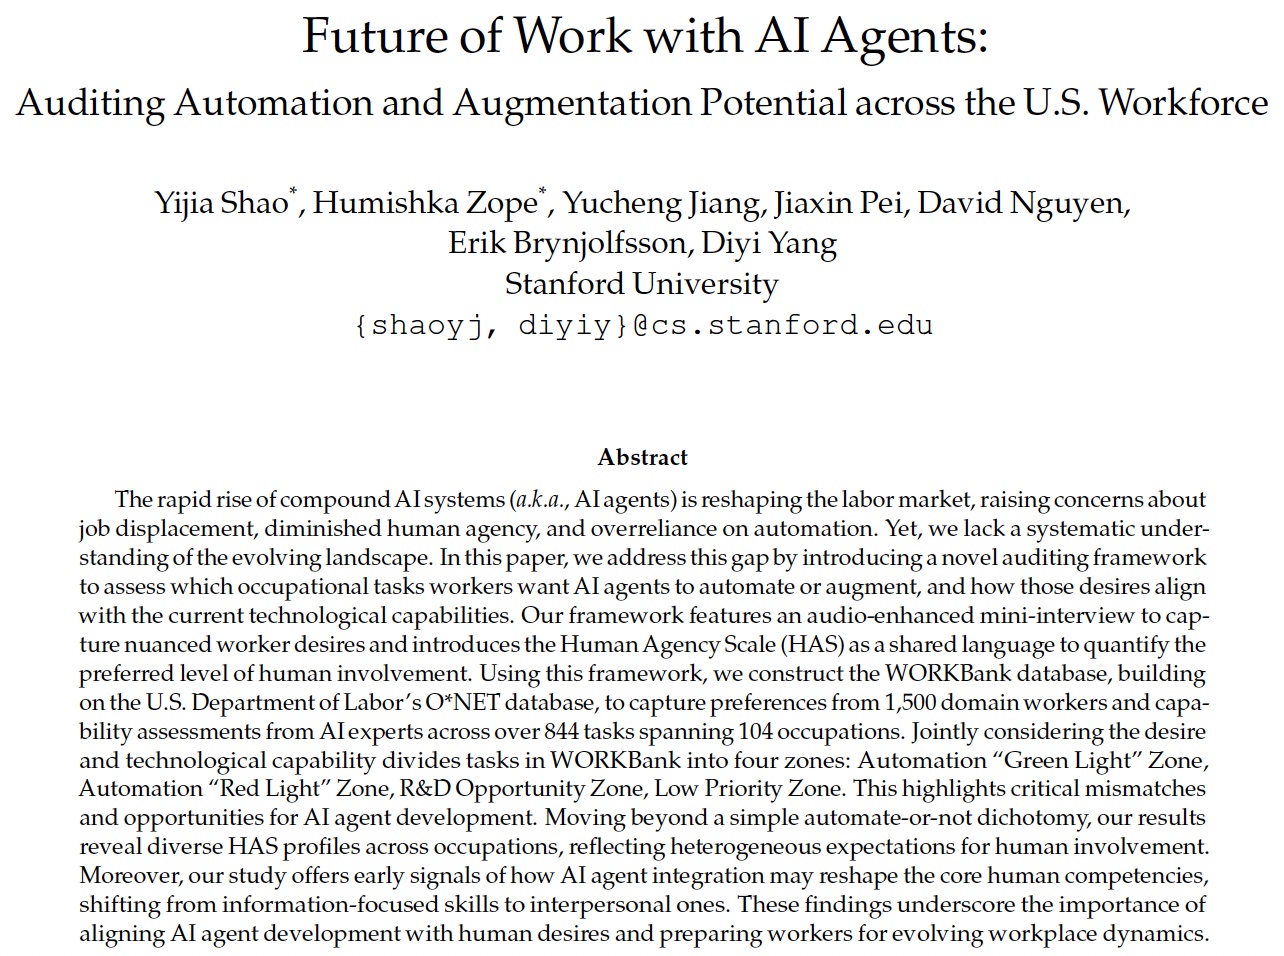 Future of Work with AI Agents:
Auditing Automation and Augmentation Potential across the U.S. Workforce
Yijia Shao*, Humishka Zope*, Yucheng Jiang, Jiaxin Pei, David Nguyen,
Erik Brynjolfsson, Diyi Yang
Stanford University
{shaoyj, diyiy}@cs.stanford.edu
Abstract
The rapid rise of compound AI systems (a.k.a., AI agents) is reshaping the labor market, raising concerns about
job displacement, diminished human agency, and overreliance on automation. Yet, we lack a systematic under-
standing of the evolving landscape. In this paper, we address this gap by introducing a novel auditing framework
to assess which occupational tasks workers want AI agents to automate or augment, and how those desires align
with the current technological capabilities. Our framework features an audio-enhanced mini-interview to cap-
ture nuanced worker desires and introduces the Human Agency Scale (HAS) as a shared language to quantify the
preferred level of human involvement. Using this framework, we construct the WORKBank database, building
on the U.S. Department of Labor's O*NET database, to capture preferences from 1,500 domain workers and capa-
bility assessments from AI experts across over 844 tasks spanning 104 occupations. Jointly considering the desire
and technological capability divides tasks in WORKBank into four zones: Automation “Green Light” Zone,
Automation “Red Light” Zone, R&D Opportunity Zone, Low Priority Zone. This highlights critical mismatches
and opportunities for AI agent development. Moving beyond a simple automate-or-not dichotomy, our results
reveal diverse HAS profiles across occupations, reflecting heterogeneous expectations for human involvement.
Moreover, our study offers early signals of how AI agent integration may reshape the core human competencies,
shifting from information-focused skills to interpersonal ones. These findings underscore the importance of
aligning AI agent development with human desires and preparing workers for evolving workplace dynamics.